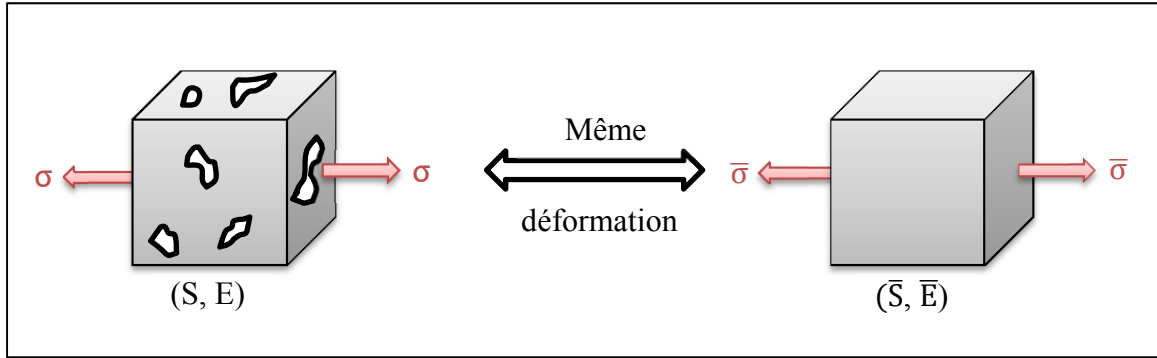 Même
σ
σ
σ̅
σ̅
déformation
(S, E)
(S̅, E̅)